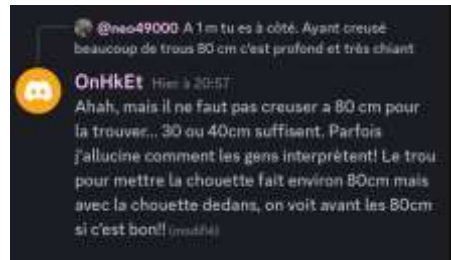 @neo49000 A 1 m tu es à côté. Ayant creusé
beaucoup de trous 80 cm c'est profond et très chiant
OnHkEt Hier à 20:57
Ahah, mais il ne faut pas creuser a 80 cm pour
la trouver... 30 ou 40cm suffisent. Parfois
j'allucine comment les gens interprètent! Le trou
pour mettre la chouette fait environ 80cm mais
avec la chouette dedans, on voit avant les 80cm
si c'est bon!! (modifié)